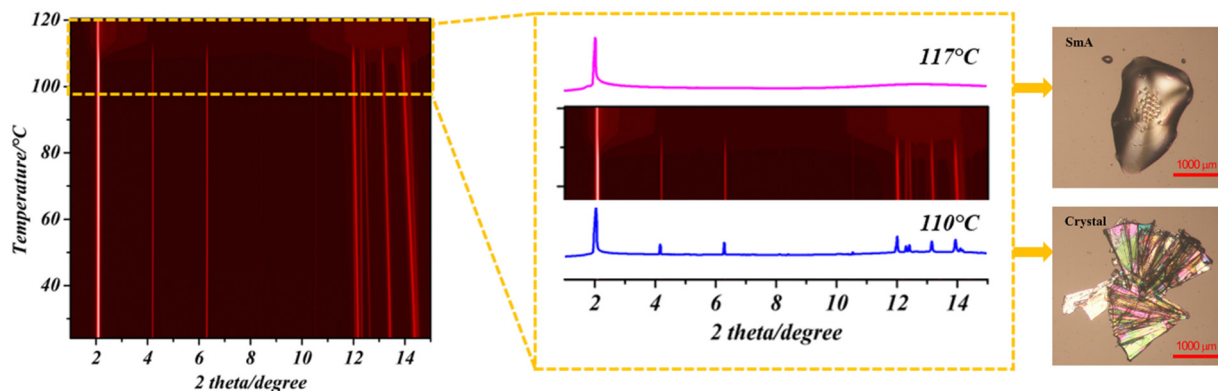 120
100
80
60
40
Temperature/°C
2 4 6 8 10 12 14
2 theta/degree
117°C
110°C
2 4 6 8 10 12 14
2 theta/degree
SmA
1000 μm
Crystal
1000 μm